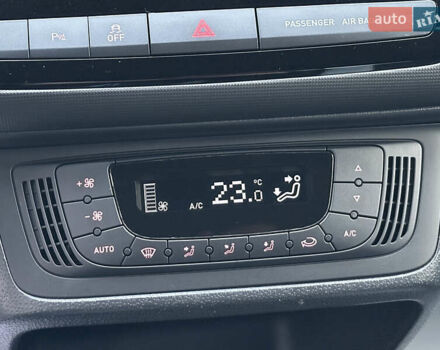 P
OFF
PASSENGER AIR BA
auto RIA
+
-
A/C 23.0 °C
AUTO
A/C